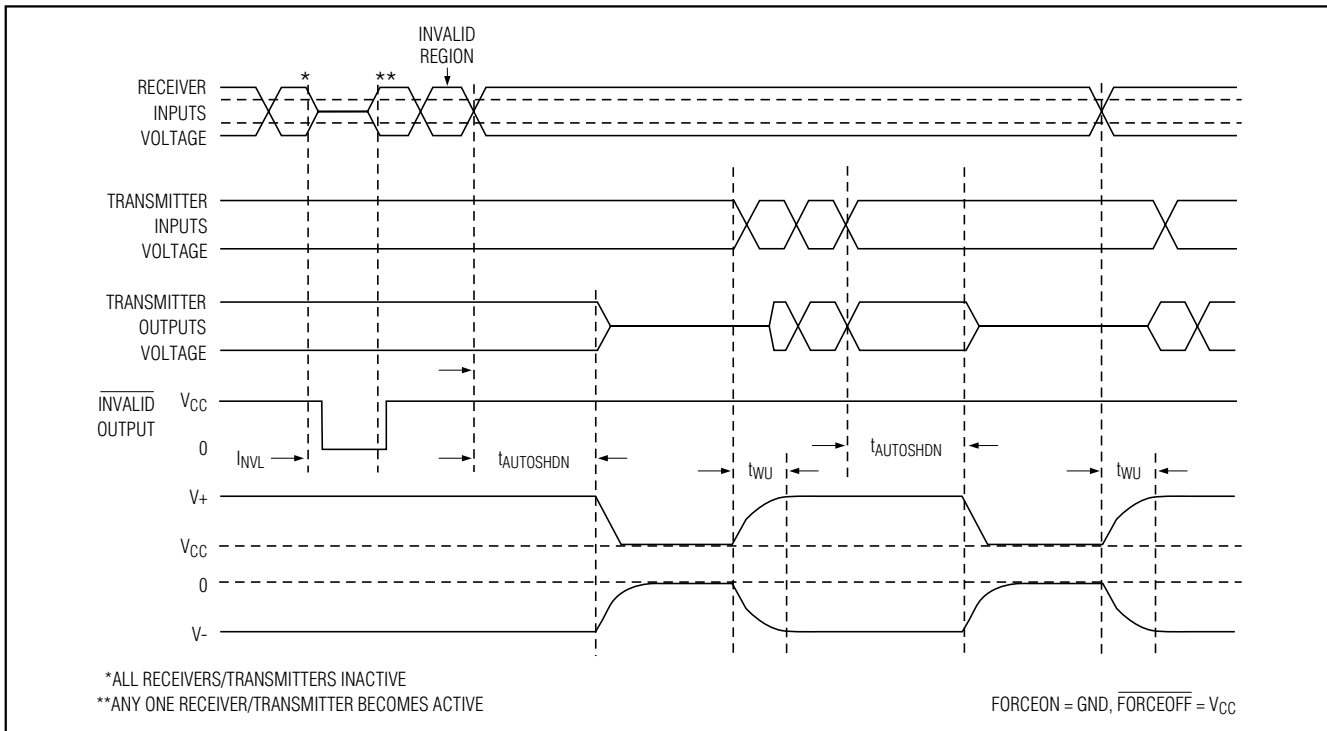 INVALID
REGION
*
**
RECEIVER
INPUTS
VOLTAGE
TRANSMITTER
INPUTS
VOLTAGE
TRANSMITTER
OUTPUTS
VOLTAGE
INVALID
OUTPUT
VCC
0
INVL
tAUTOSHDN
tWU
tAUTOSHDN
tWU
V+
VCC
0
V-
*ALL RECEIVERS/TRANSMITTERS INACTIVE
**ANY ONE RECEIVER/TRANSMITTER BECOMES ACTIVE
FORCEON = GND, FORCEOFF = VCC